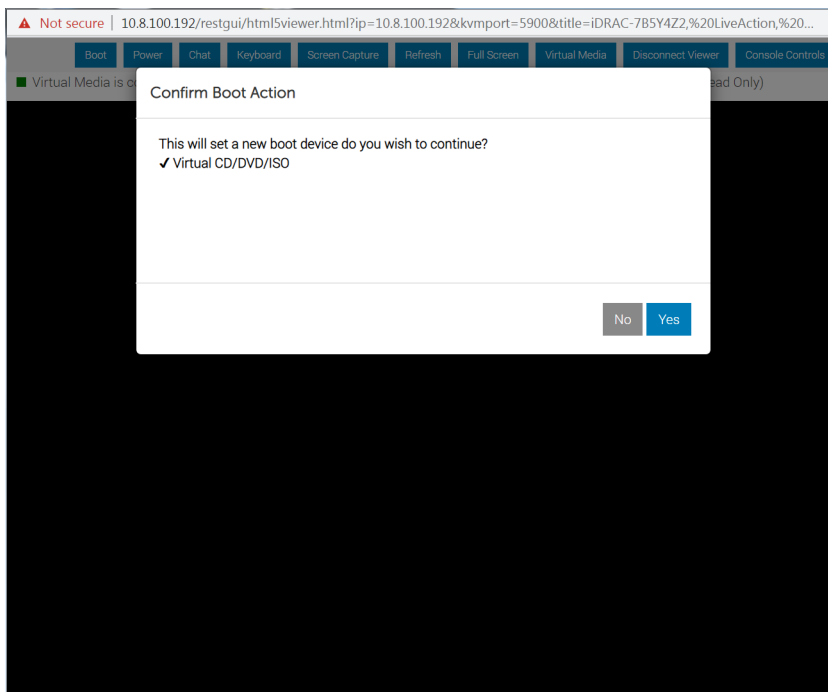 Not secure | 10.8.100.192/restgui/html5viewer.html?ip=10.8.100.192&kvmport=5900&title=iDRAC-7B5Y4Z2,%20LiveAction,%20...
Boot Power Chat Keyboard Screen Capture Refresh Full Screen Virtual Media Disconnect Viewer Console Controls
Virtual Media is Only)
Confirm Boot Action
This will set a new boot device do you wish to continue?
✓ Virtual CD/DVD/ISO
No Yes